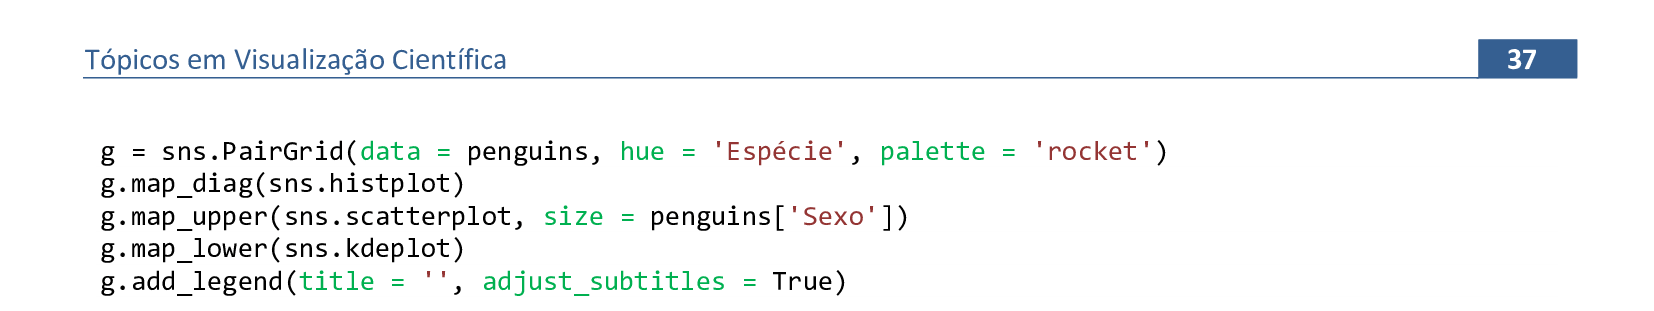 Tópicos em Visualização Científica 37
g = sns.PairGrid(data = penguins, hue = 'Espécie', palette = 'rocket')
g.map_diag(sns.histplot)
g.map_upper(sns.scatterplot, size = penguins['Sexo'])
g.map_lower(sns.kdeplot)
g.add_legend(title = '', adjust_subtitles = True)